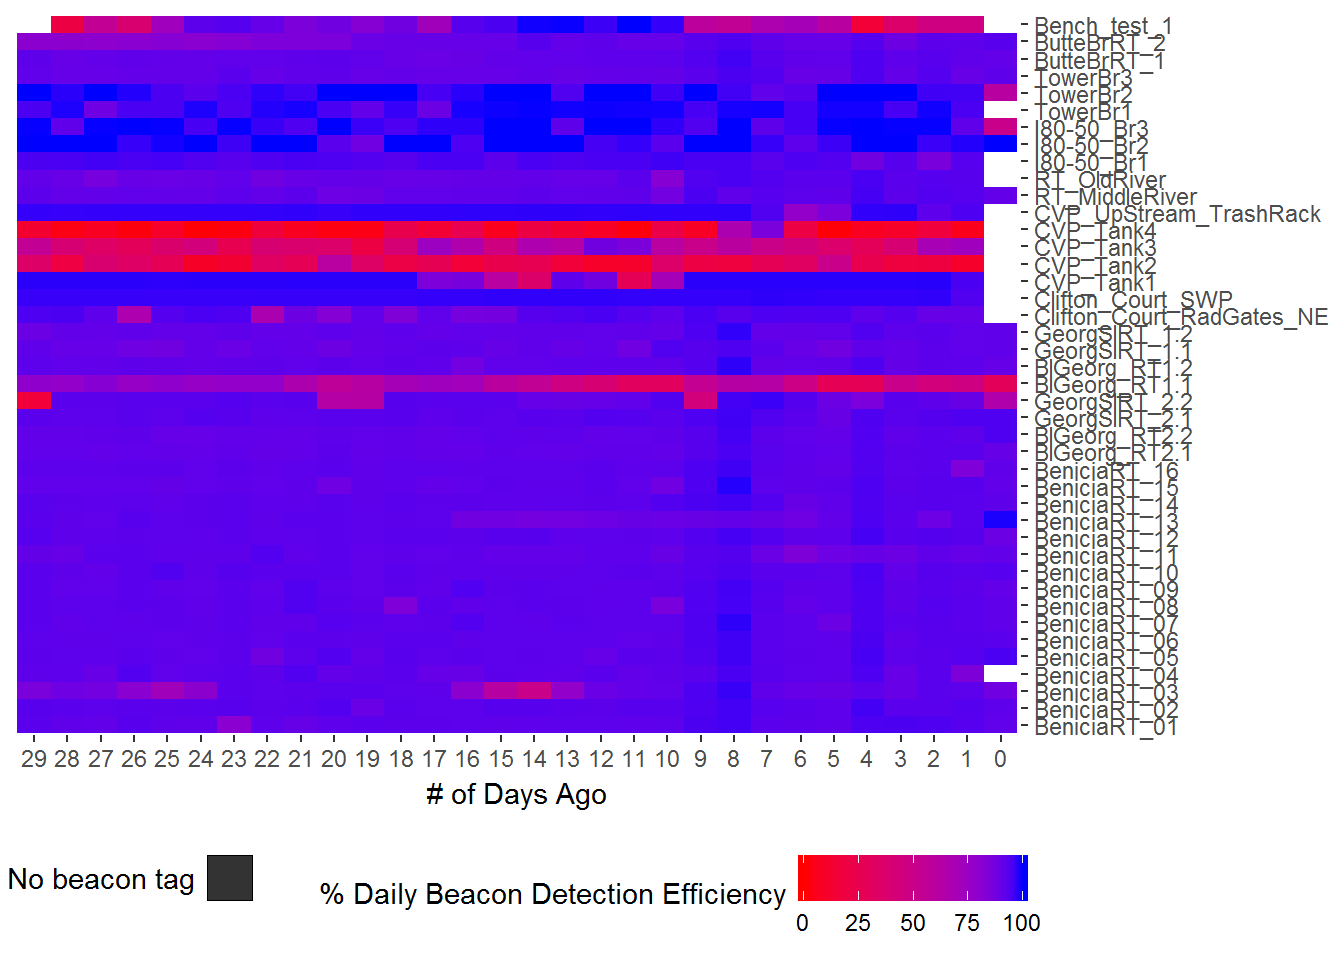 Bench_test_1
ButteBrRT_2
ButteBrRT_1
TowerBr3
TowerBr2
TowerBr1
I80-50_Br3
I80-50_Br2
I80-50_Br1
RT_OldRiver
RT_MiddleRiver
CVP_UpStream_TrashRack
CVP_Tank4
CVP_Tank3
CVP_Tank2
CVP_Tank1
Clifton_Court_SWP
Clifton_Court_RadGates_NE
GeorgSlRT_1.2
GeorgSlRT_1.1
BlGeorg_RT1.2
BlGeorg_RT1.1
GeorgSlRT_2.2
GeorgSlRT_2.1
BlGeorg_RT2.2
BlGeorg_RT2.1
BeniciaRT_16
BeniciaRT_15
BeniciaRT_14
BeniciaRT_13
BeniciaRT_12
BeniciaRT_11
BeniciaRT_10
BeniciaRT_09
BeniciaRT_08
BeniciaRT_07
BeniciaRT_06
BeniciaRT_05
BeniciaRT_04
BeniciaRT_03
BeniciaRT_02
BeniciaRT_01
29 28 27 26 25 24 23 22 21 20 19 18 17 16 15 14 13 12 11 10 9 8 7 6 5 4 3 2 1 0
# of Days Ago
No beacon tag
% Daily Beacon Detection Efficiency
0 25 50 75 100